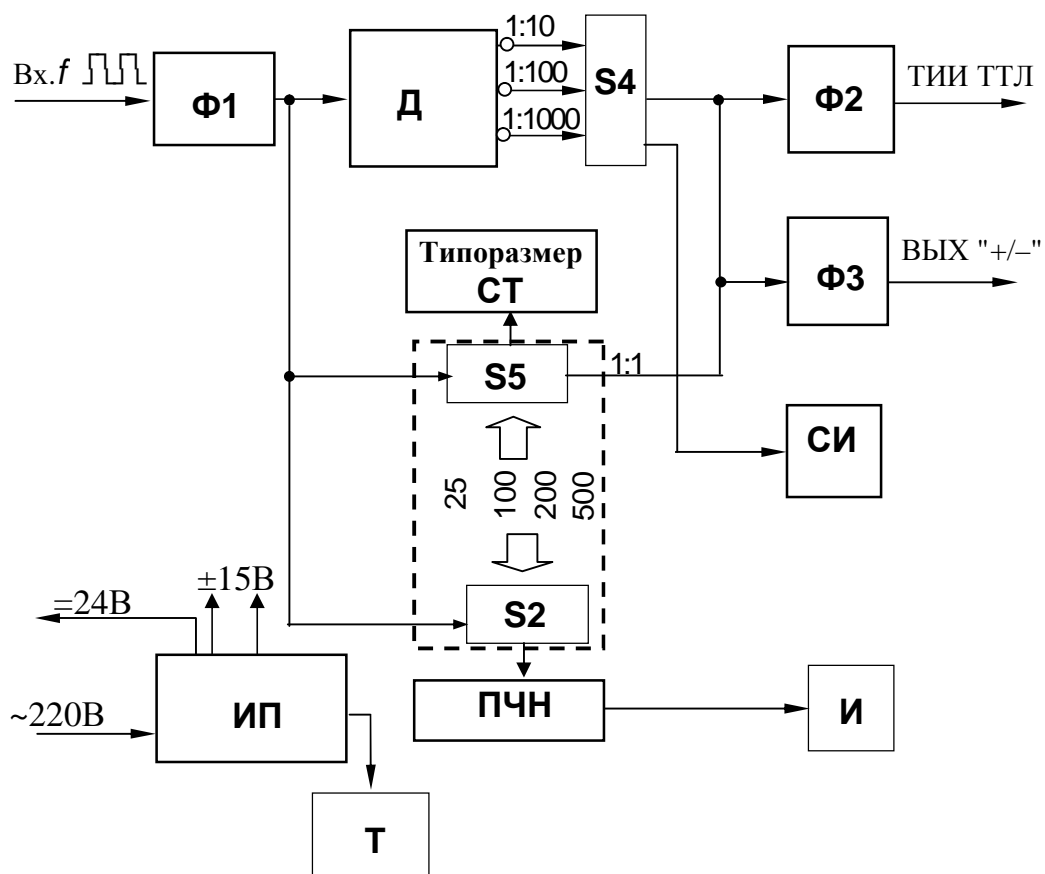 Вх.f
Ф1
Д
1:10
1:100
1:1000
S4
Ф2
ТИИ ТТЛ
Типоразмер
СТ
Ф3
ВЫХ "+/–"
S5
1:1
СИ
25
100
200
500
±15В
=24В
S2
~220В
ИП
ПЧН
И
Т